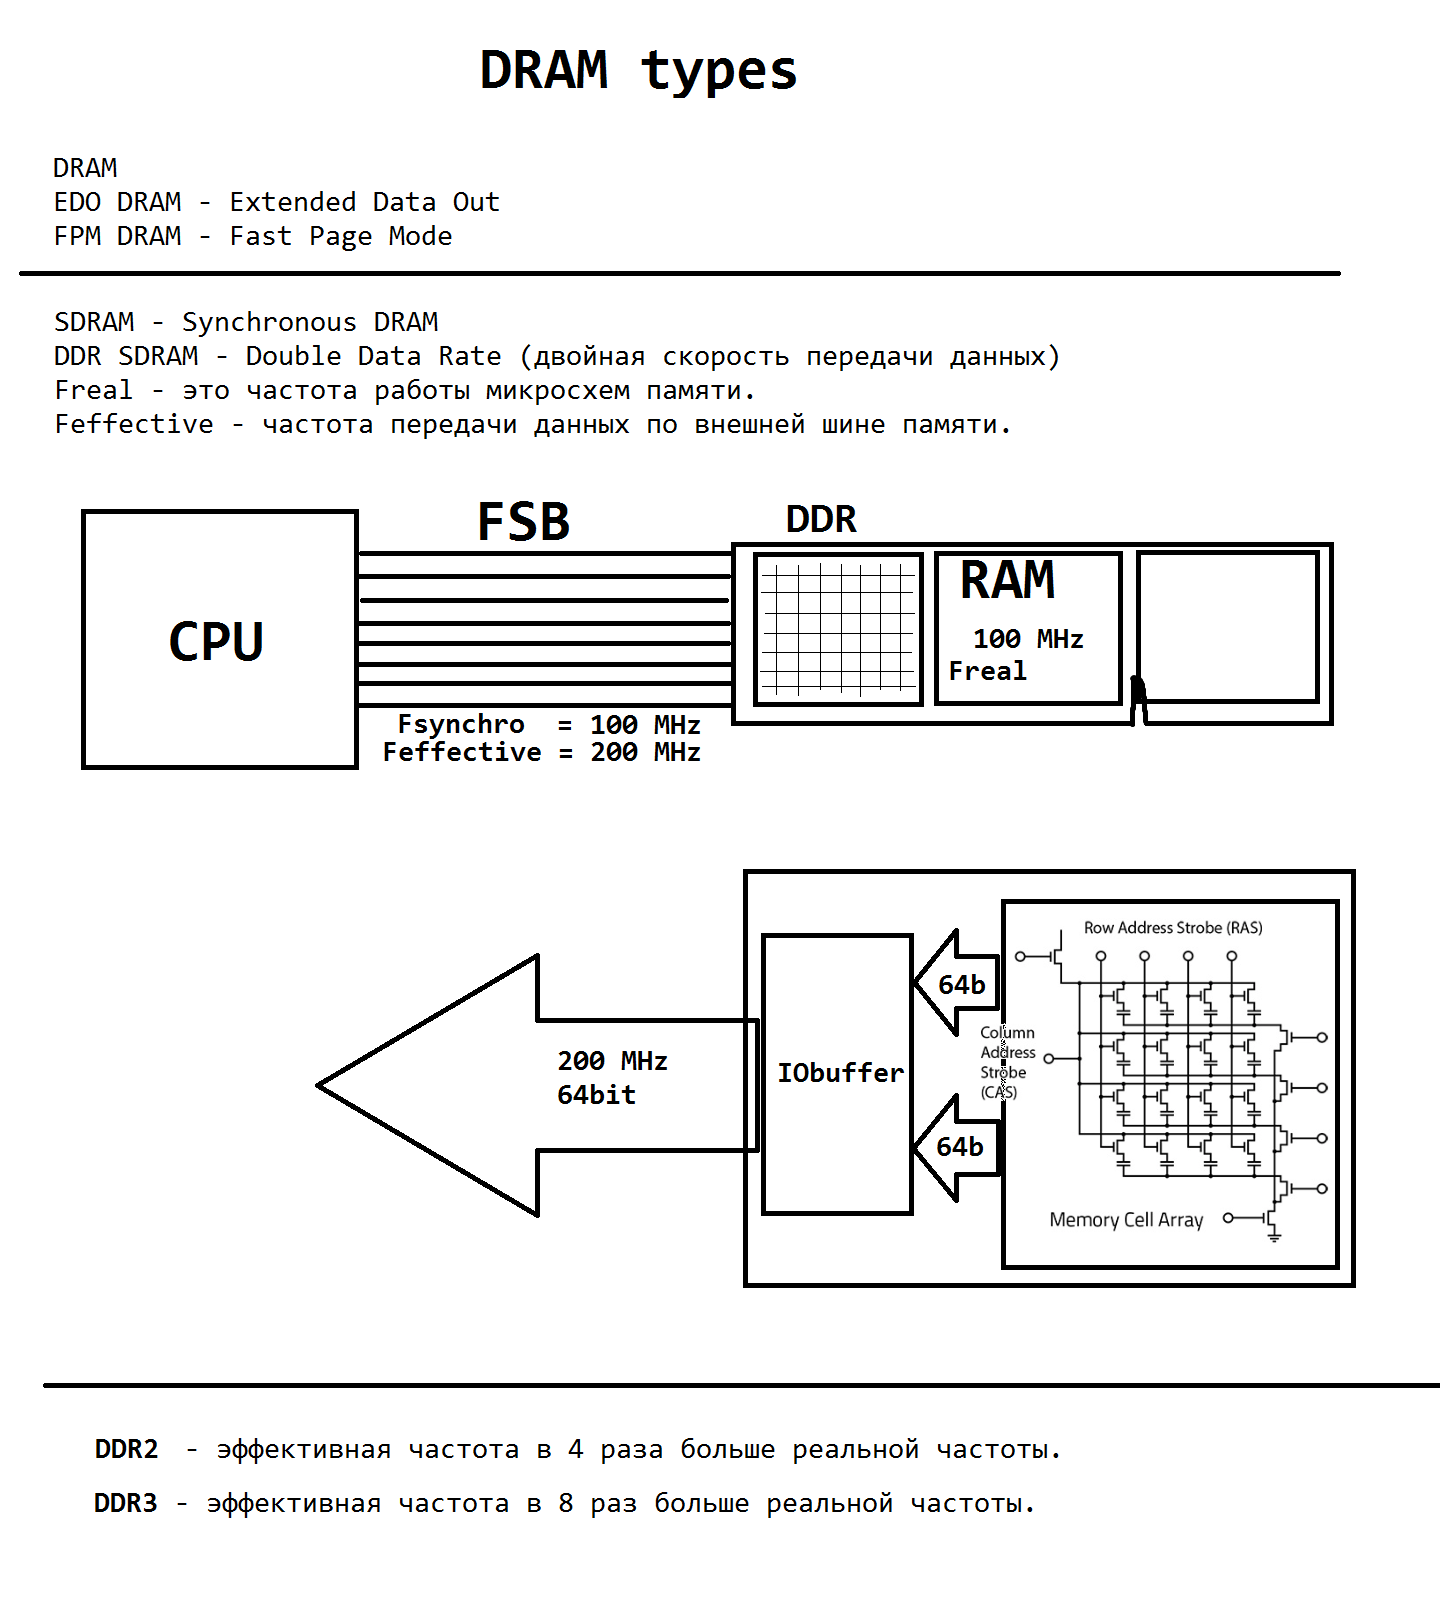 DRAM types
DRAM
EDO DRAM - Extended Data Out
FPM DRAM - Fast Page Mode
SDRAM - Synchronous DRAM
DDR SDRAM - Double Data Rate (двойная скорость передачи данных)
Freal - это частота работы микросхем памяти.
Feffective - частота передачи данных по внешней шине памяти.
FSB
DDR
CPU
RAM
100 MHz
Freal
Fsynchro = 100 MHz
Feffective = 200 MHz
Row Address Strobe (RAS)
64b
Column
Address
Strobe
(CAS)
200 MHz
64bit
IObuffer
64b
Memory Cell Array
DDR2 - эффективная частота в 4 раза больше реальной частоты.
DDR3 - эффективная частота в 8 раз больше реальной частоты.